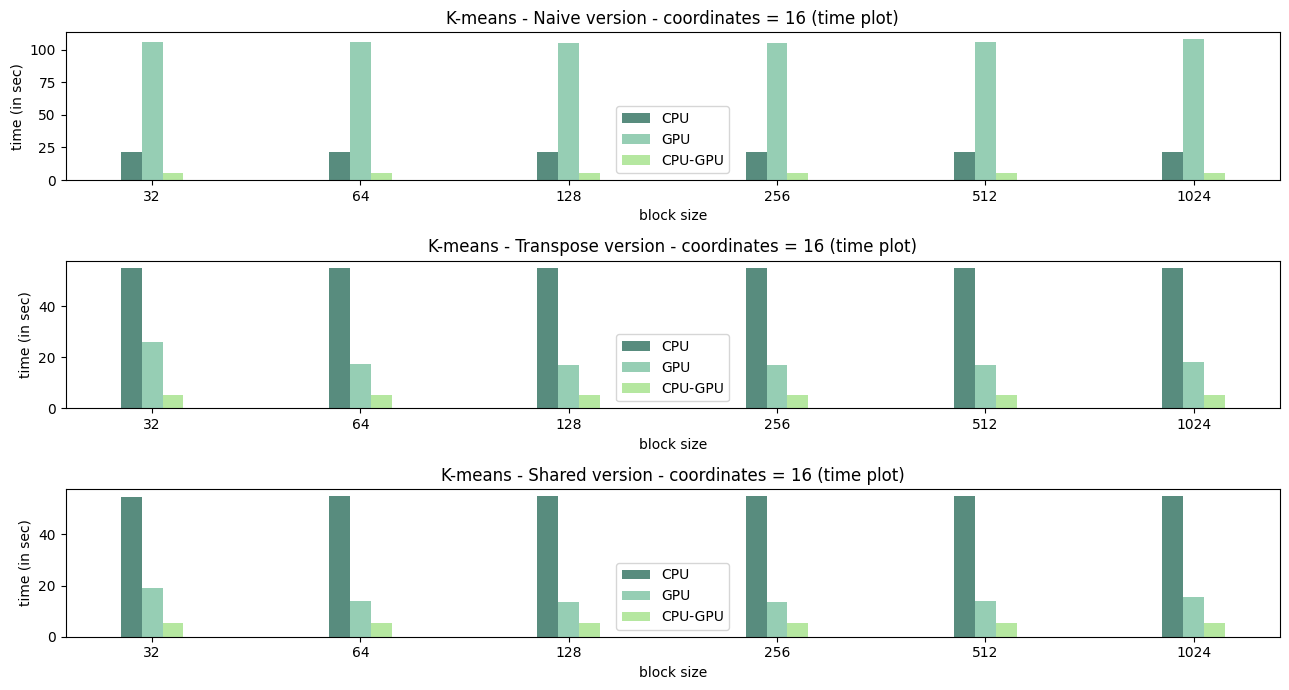 K-means - Naive version - coordinates = 16 (time plot)
time (in sec)
100
75
50
25
0
CPU
GPU
CPU-GPU
32 64 128 256 512 1024
block size
K-means - Transpose version - coordinates = 16 (time plot)
time (in sec)
40
20
0
CPU
GPU
CPU-GPU
32 64 128 256 512 1024
block size
K-means - Shared version - coordinates = 16 (time plot)
time (in sec)
40
20
0
CPU
GPU
CPU-GPU
32 64 128 256 512 1024
block size